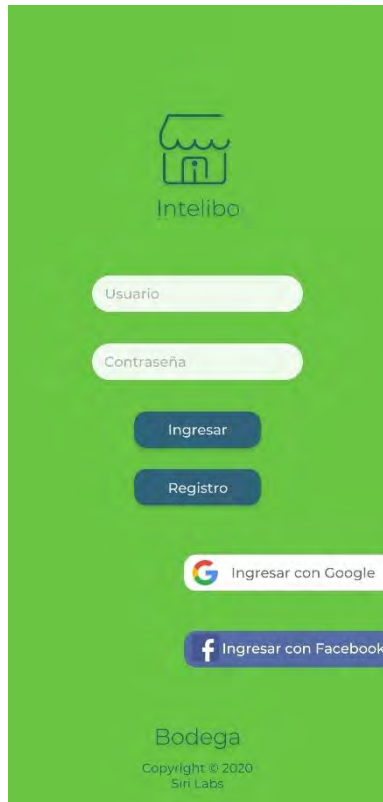 Intelibo
Usuario
Contraseña
Ingresar
Registro
Ingresar con Google
Ingresar con Facebook
Bodega
Copyright © 2020
Siri Labs